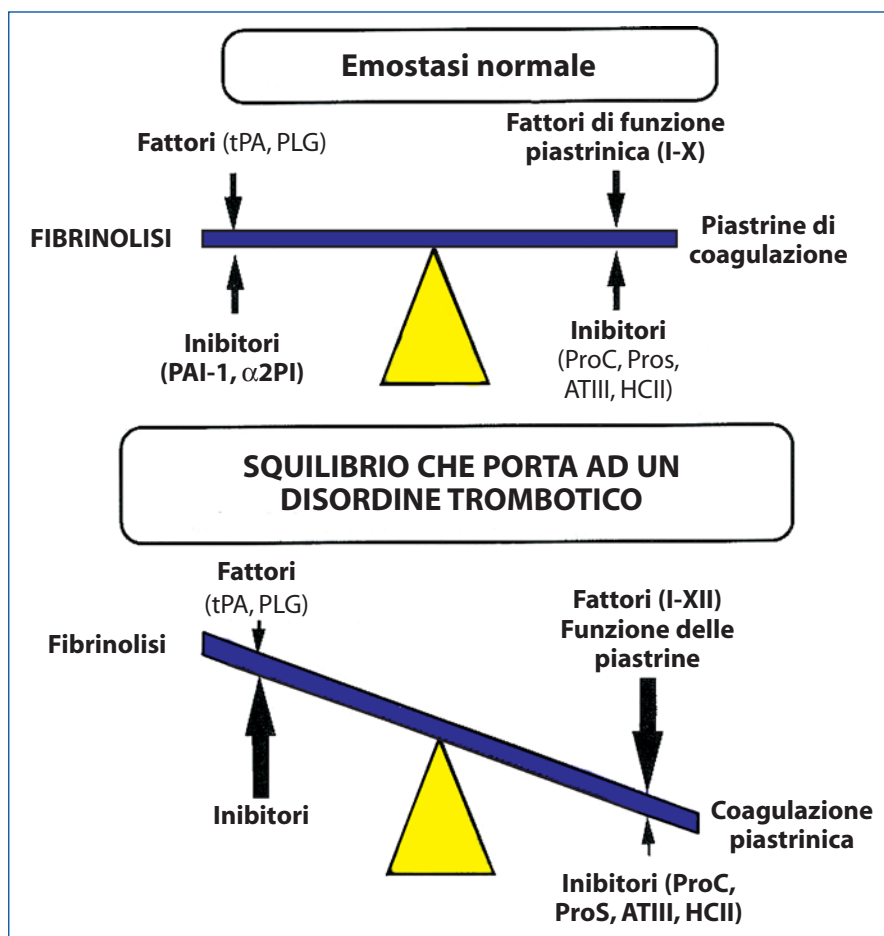 Emostasi normale
Fattori (tPA, PLG)
Fattori di funzione
piastrinica (I-X)
FIBRINOLISI
Piastrine di
coagulazione
Inibitori
(PAI-1, α2PI)
Inibitori
(ProC, Pros,
ATIII, HCII)
SQUILIBRIO CHE PORTA AD UN
DISORDINE TROMBOTICO
Fattori
(tPA, PLG)
Fattori (I-XII)
Funzione delle
piastrine
Fibrinolisi
Inibitori
Coagulazione
piastrinica
Inibitori (ProC,
ProS, ATIII, HCII)